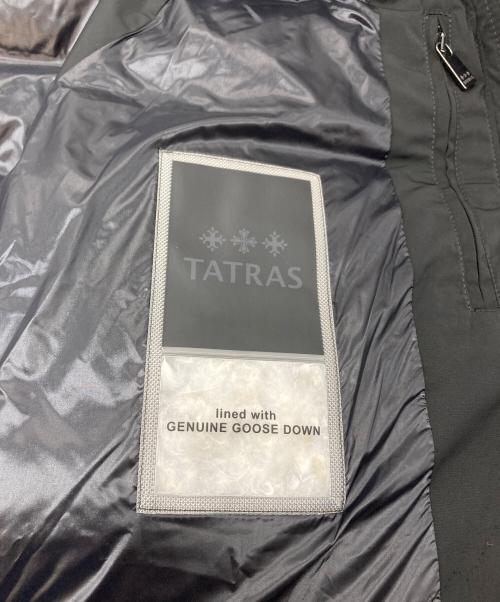 TATRAS
lined with
GENUINE GOOSE DOWN